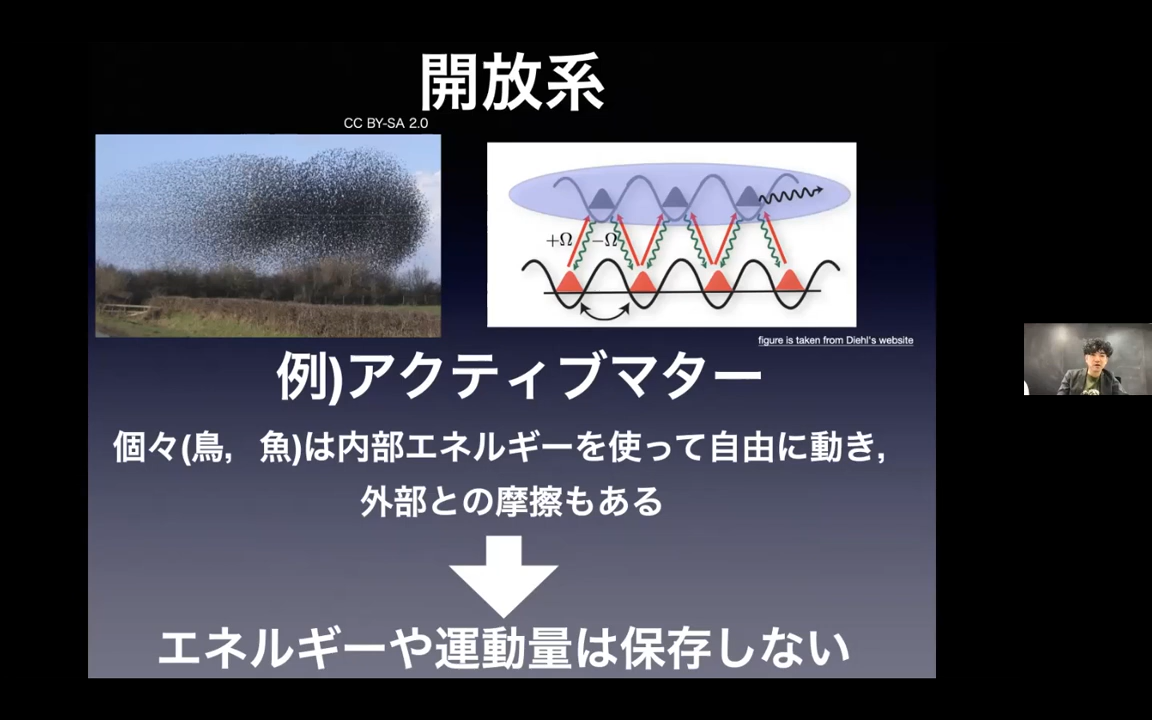 開放系
CC BY-SA 2.0
+Ω
−Ω
figure is taken from Diehl's website
例)アクティブマター
個々(鳥，魚)は内部エネルギーを使って自由に動き,
外部との摩擦もある
エネルギーや運動量は保存しない